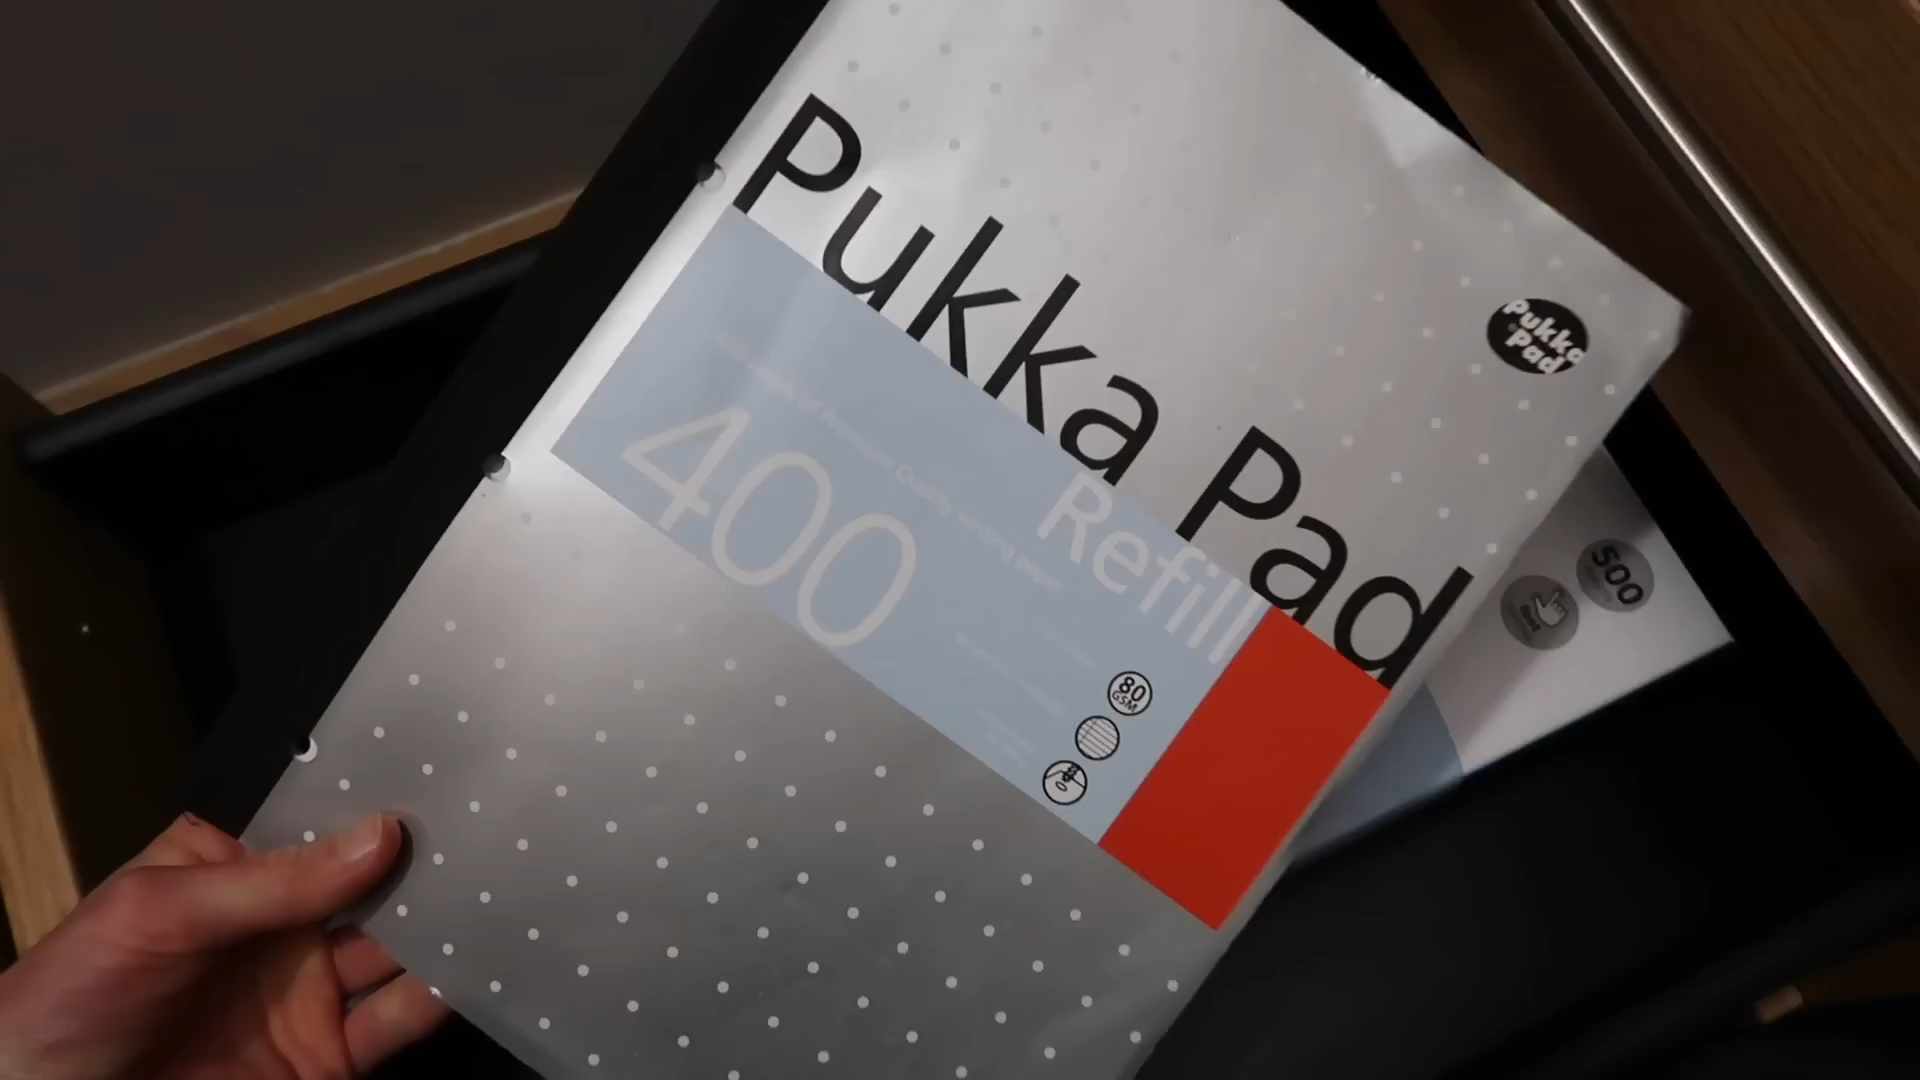 Pukka Pad
Pukka
Pad
Refill
400
Premium Quality writing paper
80
GSM
500